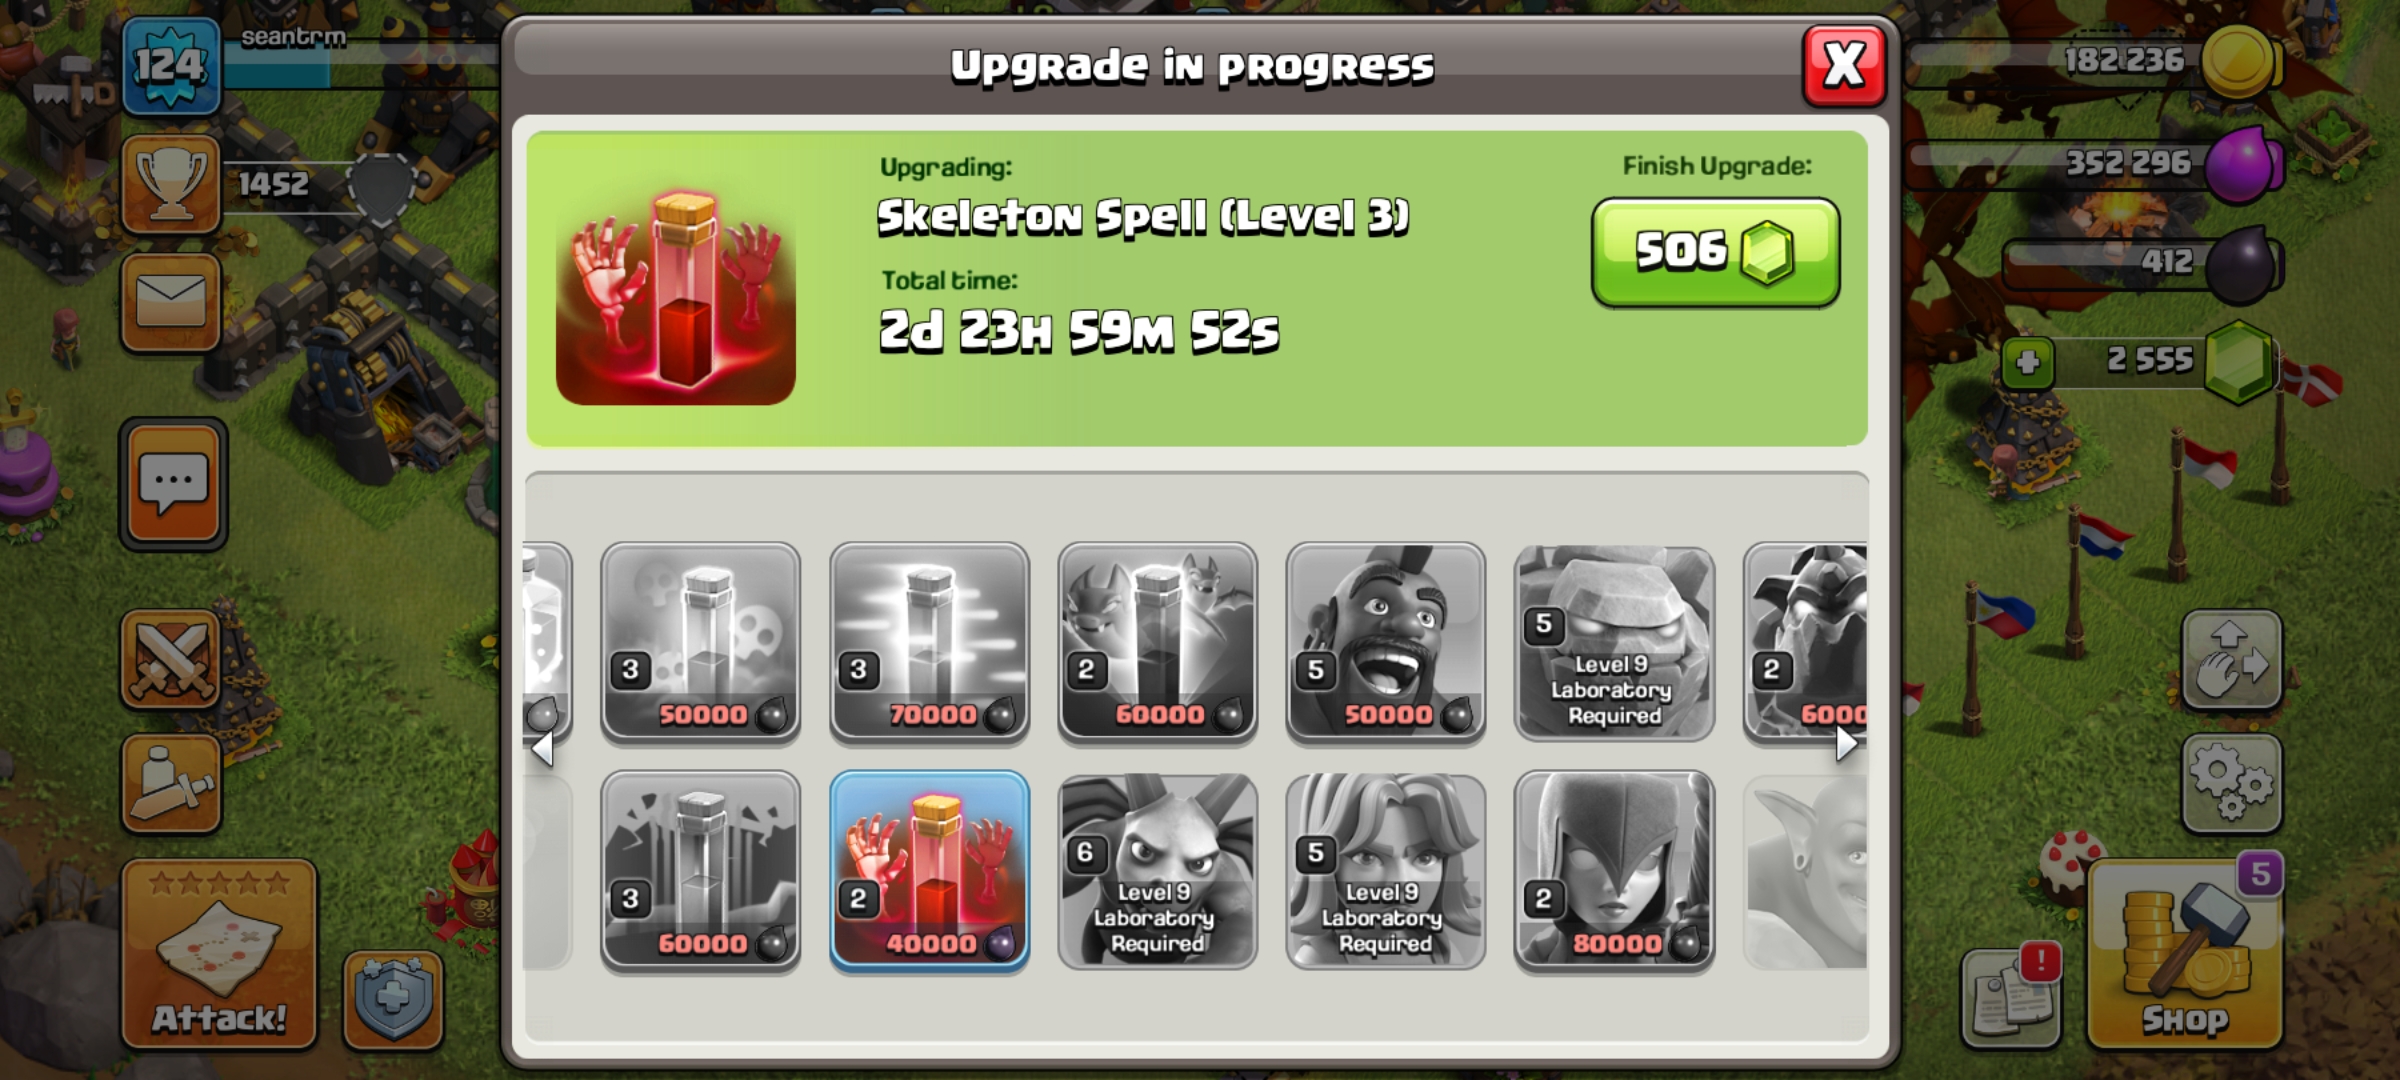 124
seantrm
1452
Attack!
Upgrade in progress
X
Upgrading:
Skeleton Spell (Level 3)
Total time:
2d 23H 59M 52s
Finish Upgrade:
506
3
50000
3
70000
2
60000
5
50000
5
Level 9
Laboratory
Required
2
6000
3
60000
2
40000
6
Level 9
Laboratory
Required
5
Level 9
Laboratory
Required
2
80000
182 236
352 296
412
2 555
5
!
Shop